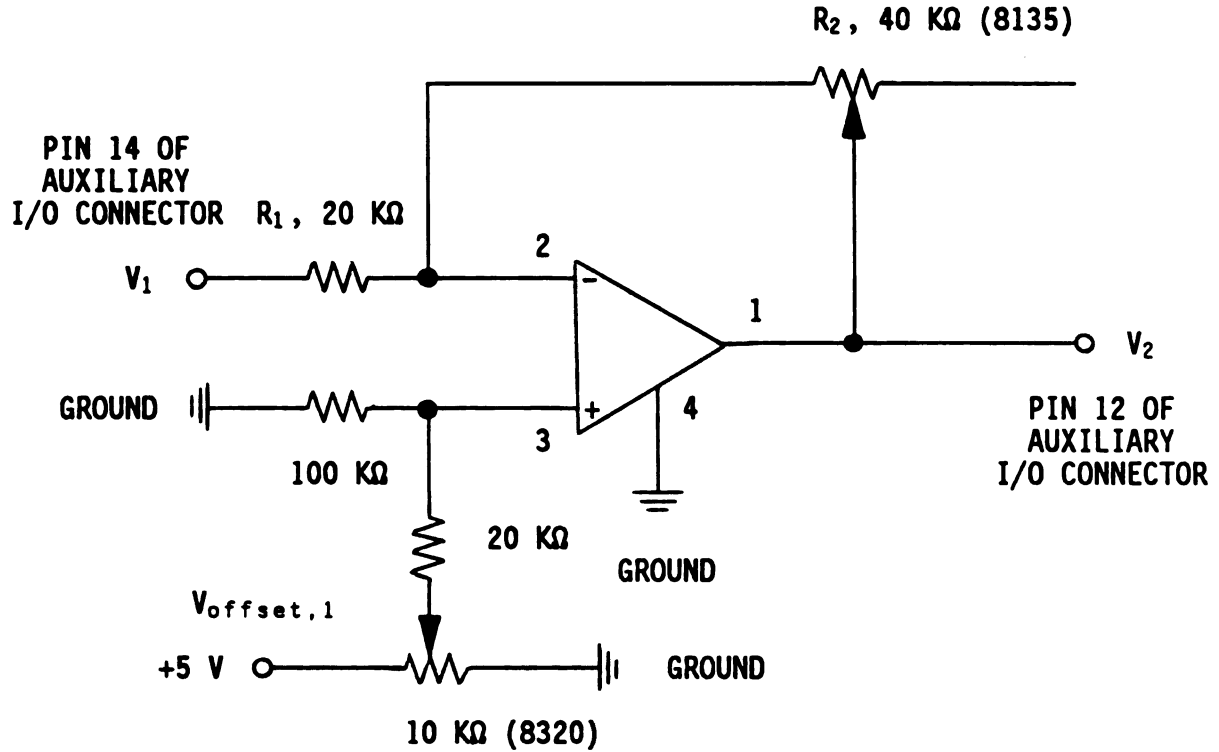 R₂, 40 KΩ (8135)
PIN 14 OF
AUXILIARY
I/O CONNECTOR R₁, 20 KΩ
2
V₁
-
1
V₂
GROUND
+
4
3
PIN 12 OF
AUXILIARY
I/O CONNECTOR
100 KΩ
20 KΩ
GROUND
Voffset,1
+5 V
GROUND
10 KΩ (8320)